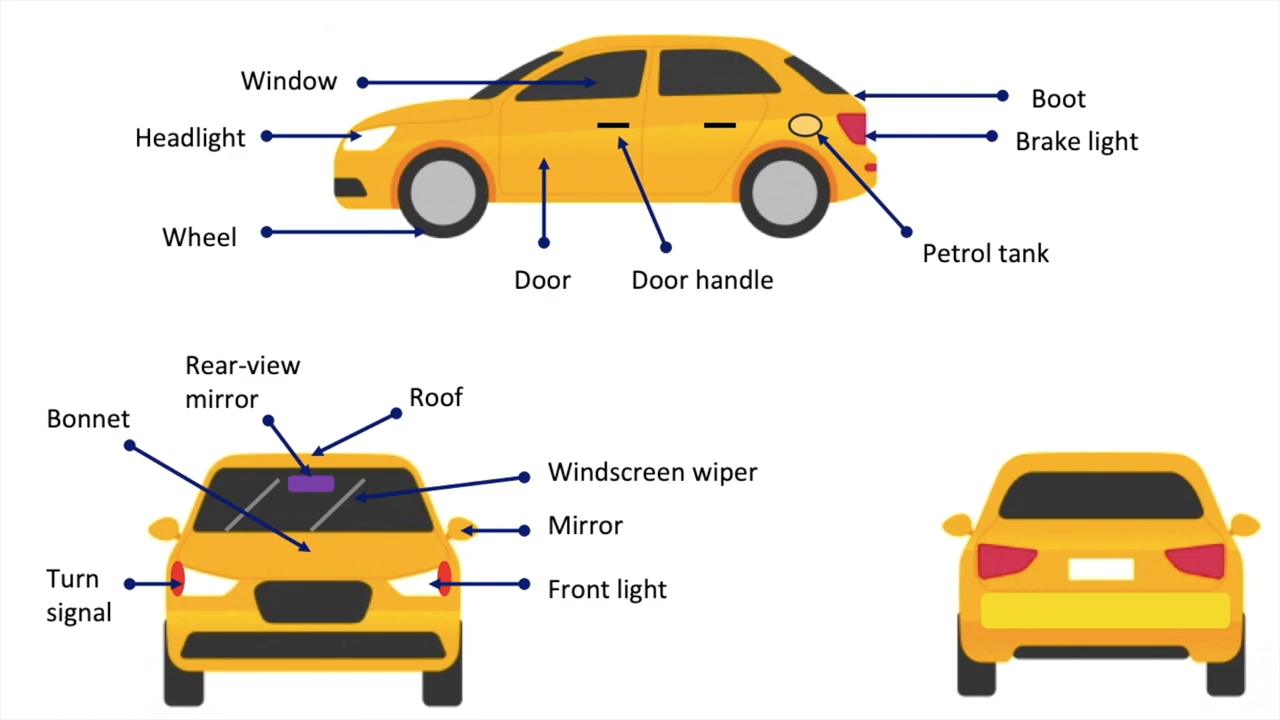 Window
Boot
Headlight
Brake light
Wheel
Petrol tank
Door
Door handle
Rear-view
mirror
Roof
Bonnet
Windscreen wiper
Mirror
Turn
signal
Front light